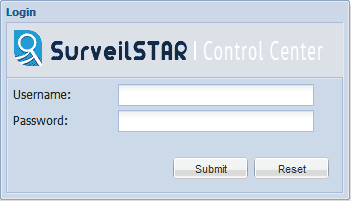 Login
SurveilSTAR | Control Center
Username:
Password:
Submit Reset